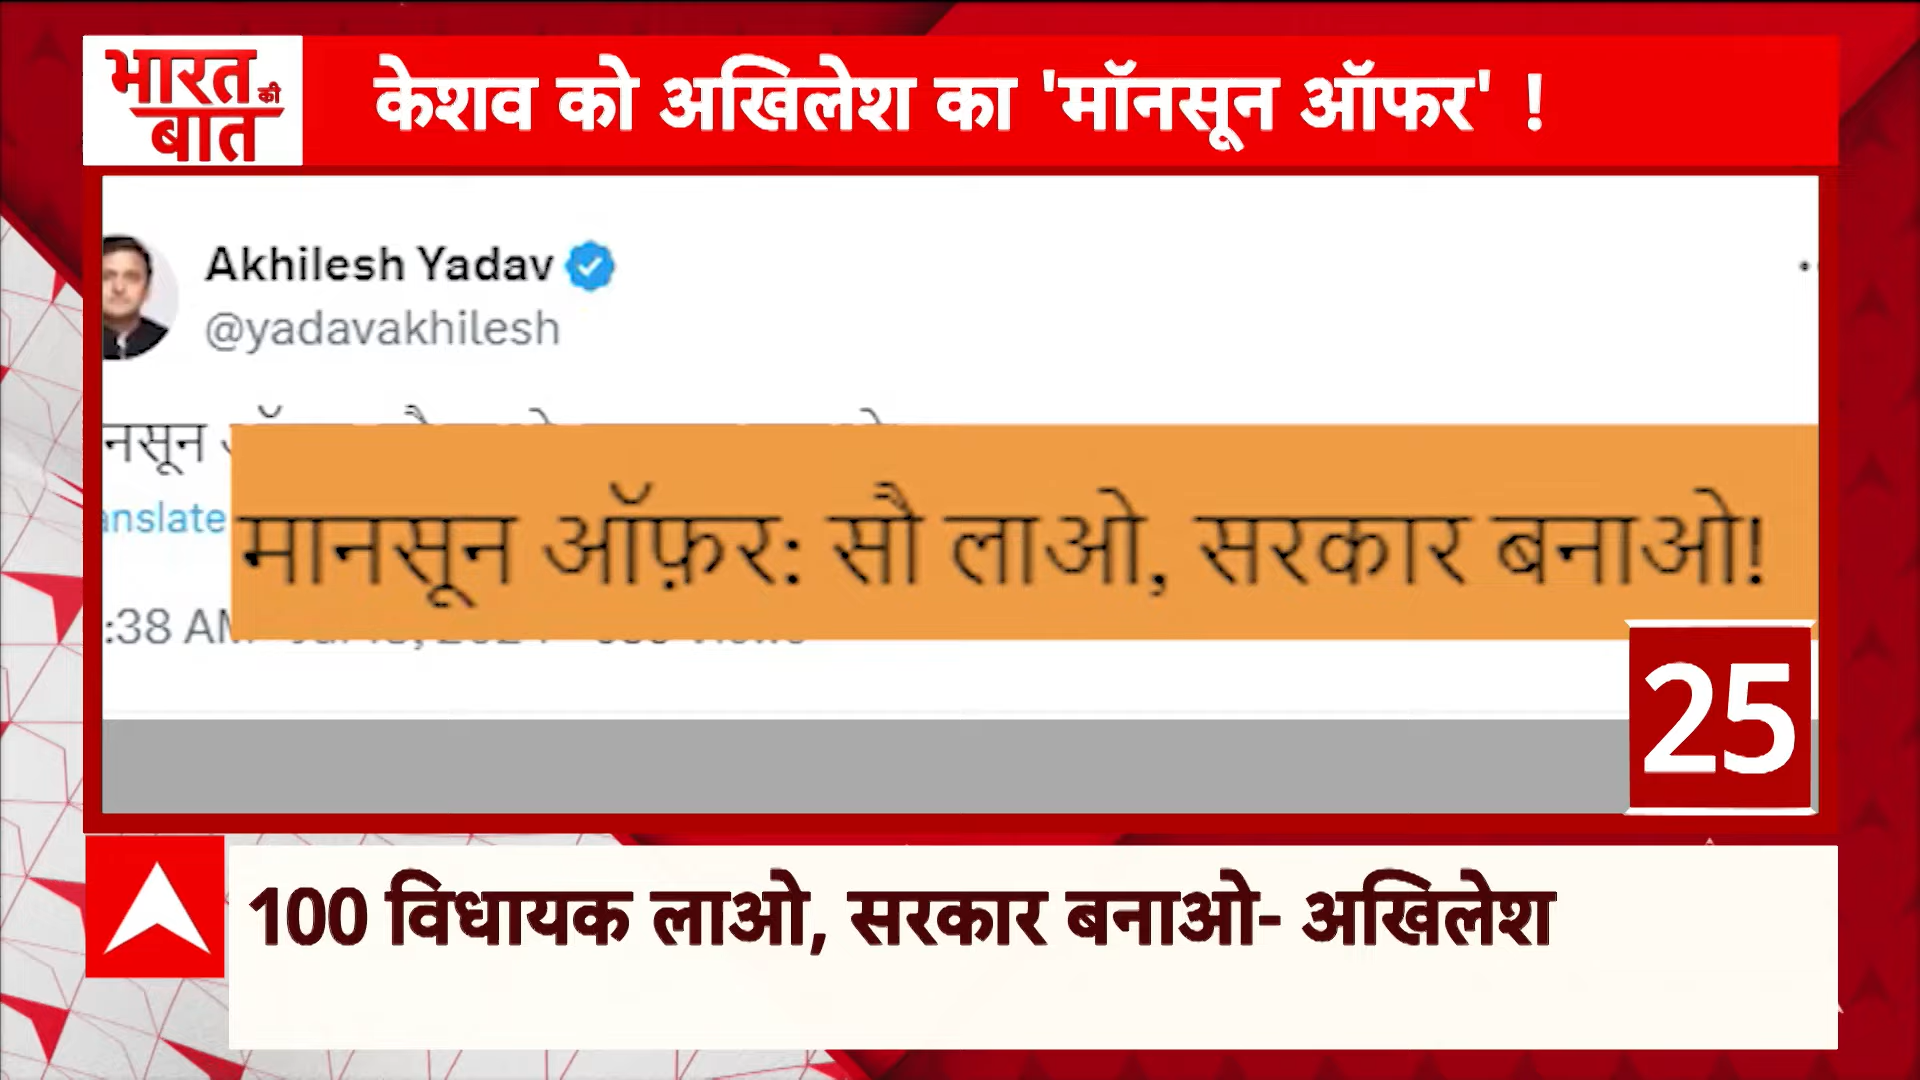 भारत की बात
केशव को अखिलेश का 'मॉनसून ऑफर' !
Akhilesh Yadav
@yadavakhilesh
नसून
anslate
मानसून ऑफ़र: सौ लाओ, सरकार बनाओ!
:38 AM
25
100 विधायक लाओ, सरकार बनाओ- अखिलेश